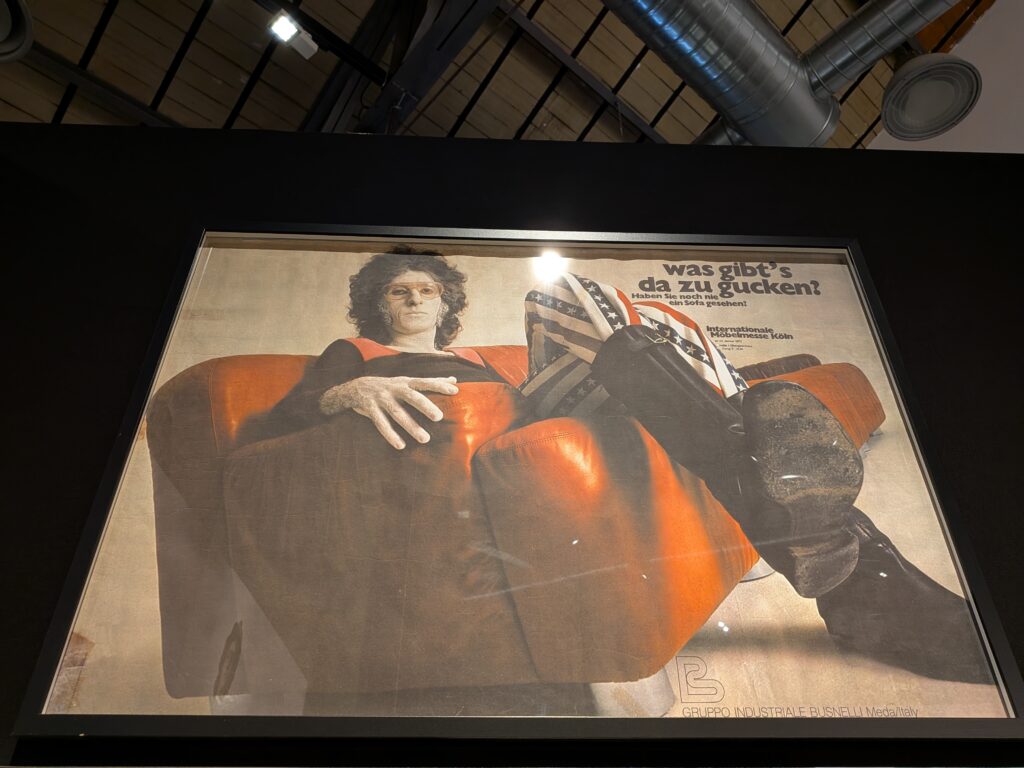 was gibt's
da zu gucken?
Haben Sie noch nie
ein Sofa gesehen!
Internationale
Möbelmesse Köln
GRUPPO INDUSTRIALE BUSNELLI Meda/Italy